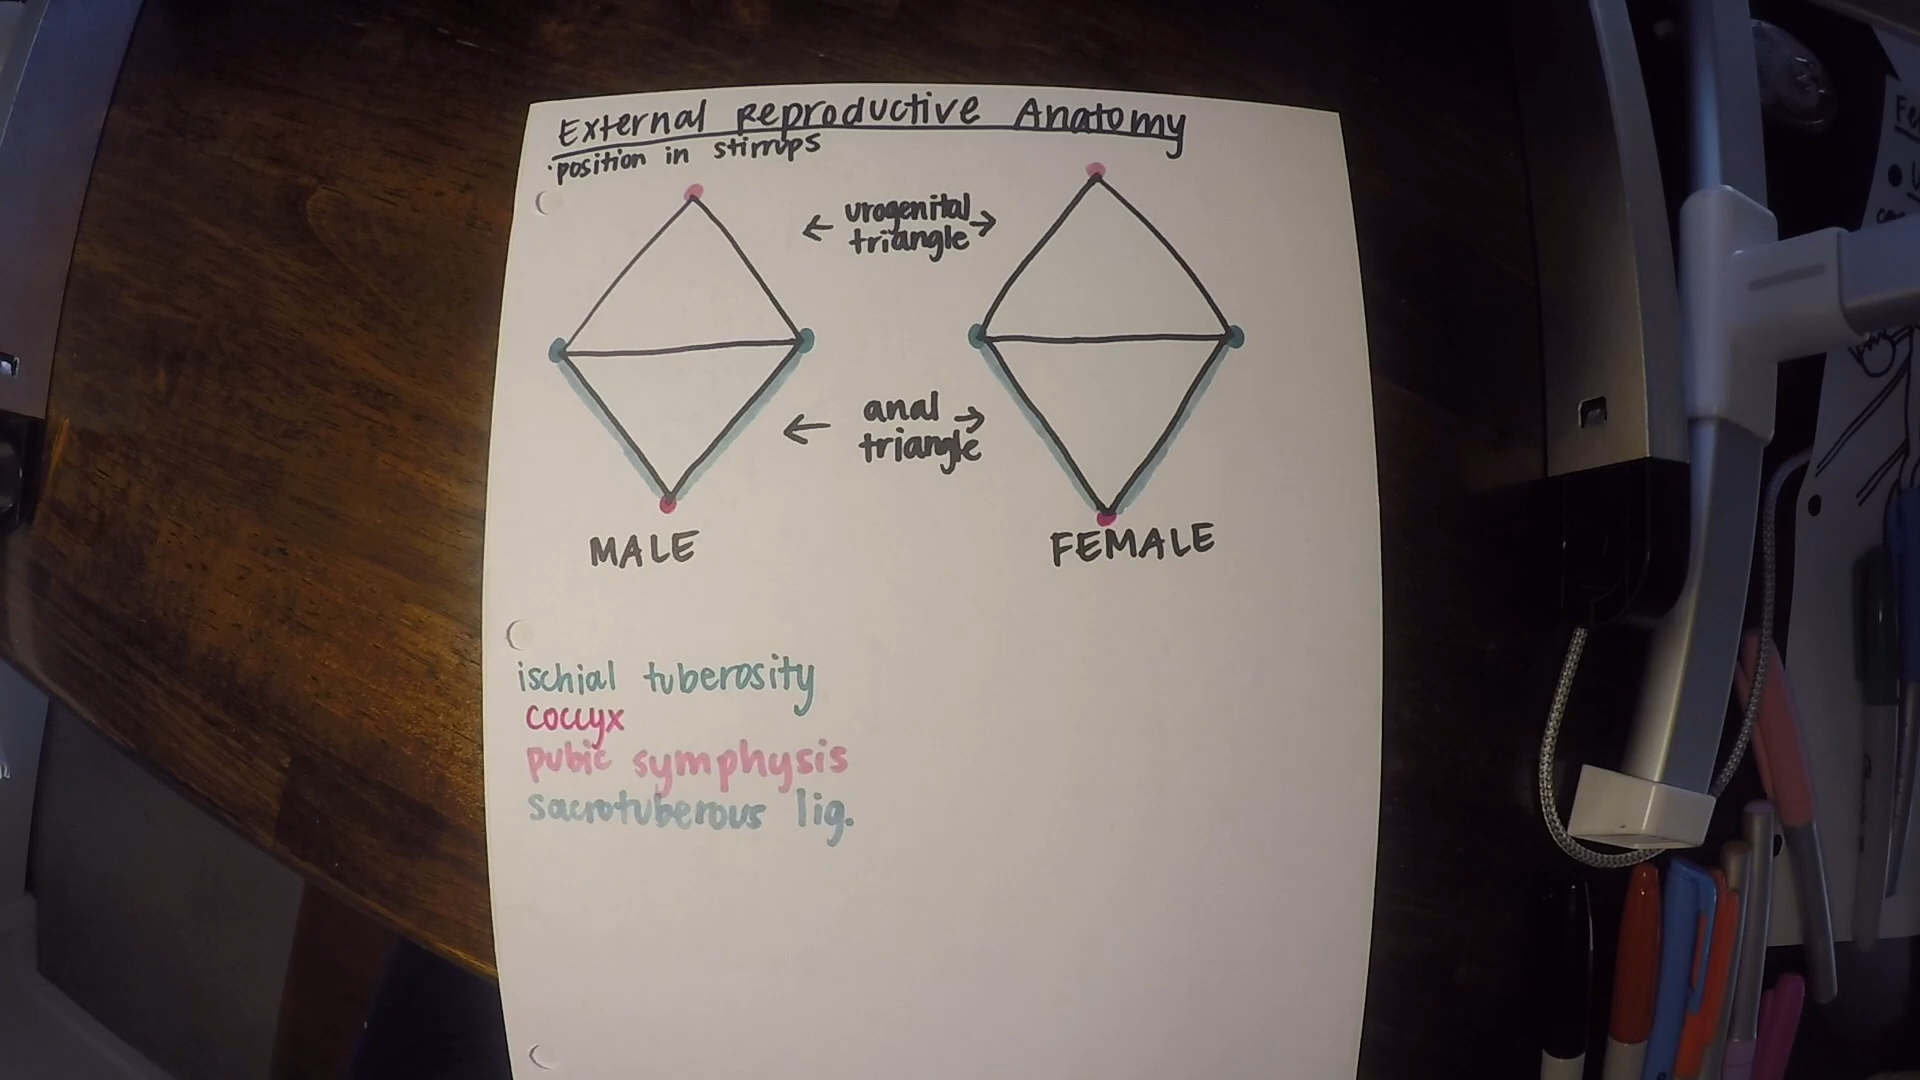 External Reproductive Anatomy
·position in stirrups
← urogenital →
triangle
← anal →
triangle
MALE
FEMALE
ischial tuberosity
coccyx
pubic symphysis
sacrotuberous lig.